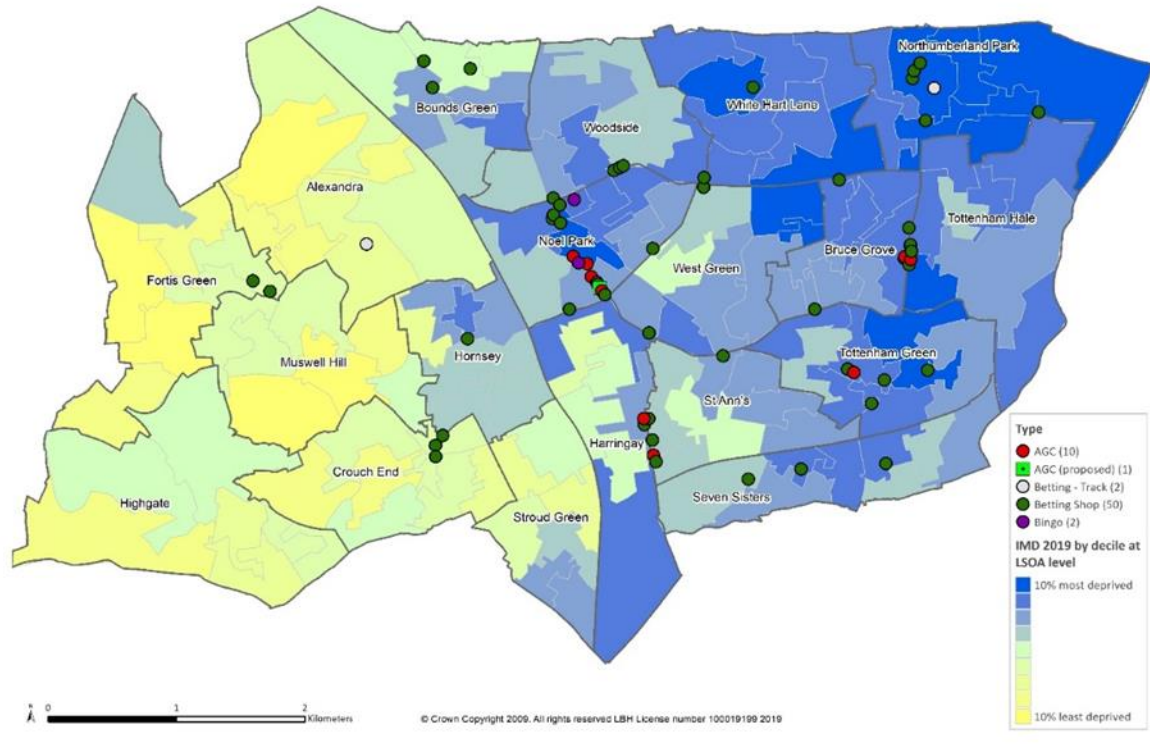 Northumberland Park
White Hart Lane
Bounds Green
Woodside
Alexandra
Tottenham Hale
Noel Park
Bruce Grove
West Green
Fortis Green
Hornsey
Muswell Hill
Tottenham Green
St Ann's
Harringay
Crouch End
Highgate
Seven Sisters
Stroud Green
Type
AGC (10)
AGC (proposed) (1)
Betting - Track (2)
Betting Shop (50)
Bingo (2)
IMD 2019 by decile at
LSOA level
10% most deprived
10% least deprived
N
0 1 2
Kilometers
© Crown Copyright 2009. All rights reserved LBH License number 100019199 2019